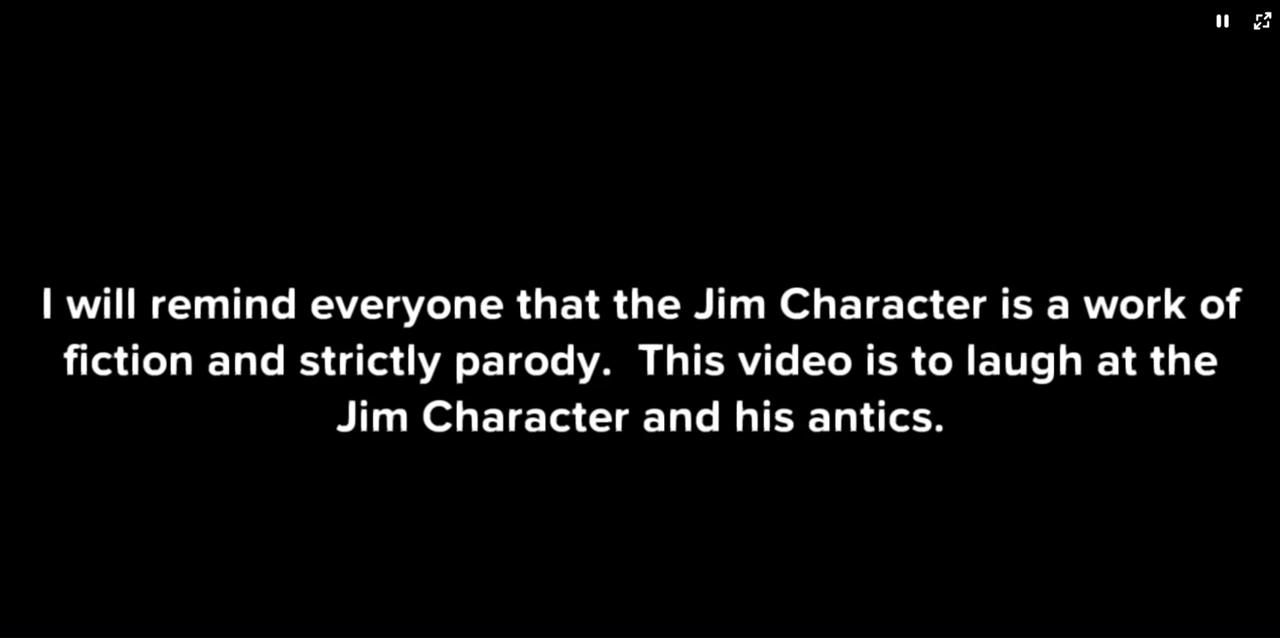 I will remind everyone that the Jim Character is a work of
fiction and strictly parody.  This video is to laugh at the
Jim Character and his antics.